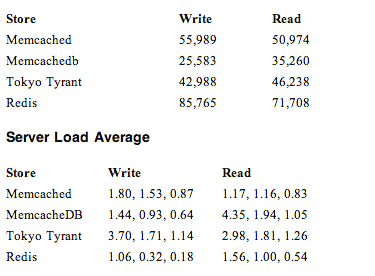 Store Write Read
Memcached 55,989 50,974
Memcachedb 25,583 35,260
Tokyo Tyrant 42,988 46,238
Redis 85,765 71,708
Server Load Average
Store Write Read
Memcached 1.80, 1.53, 0.87 1.17, 1.16, 0.83
MemcacheDB 1.44, 0.93, 0.64 4.35, 1.94, 1.05
Tokyo Tyrant 3.70, 1.71, 1.14 2.98, 1.81, 1.26
Redis 1.06, 0.32, 0.18 1.56, 1.00, 0.54